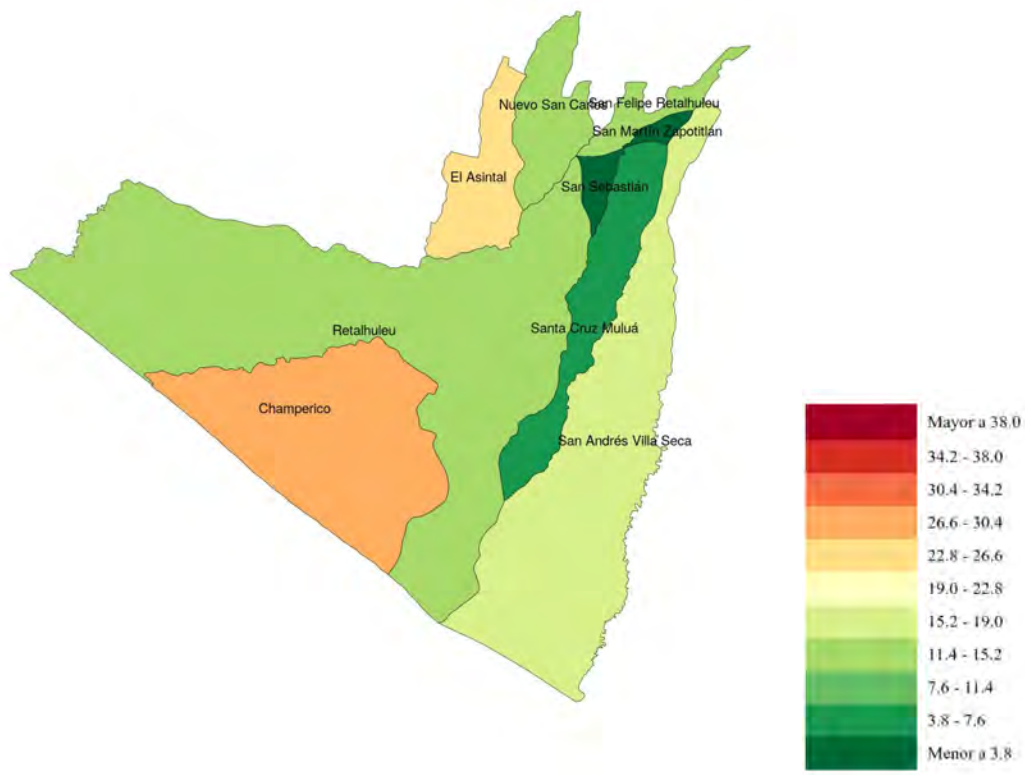 Nuevo San Carlos
San Felipe Retalhuleu
San Martín Zapotitlán
El Asintal
San Sebastián
Retalhuleu
Santa Cruz Muluá
Champerico
San Andrés Villa Seca
Mayor a 38.0
34.2 - 38.0
30.4 - 34.2
26.6 - 30.4
22.8 - 26.6
19.0 - 22.8
15.2 - 19.0
11.4 - 15.2
7.6 - 11.4
3.8 - 7.6
Menor a 3.8